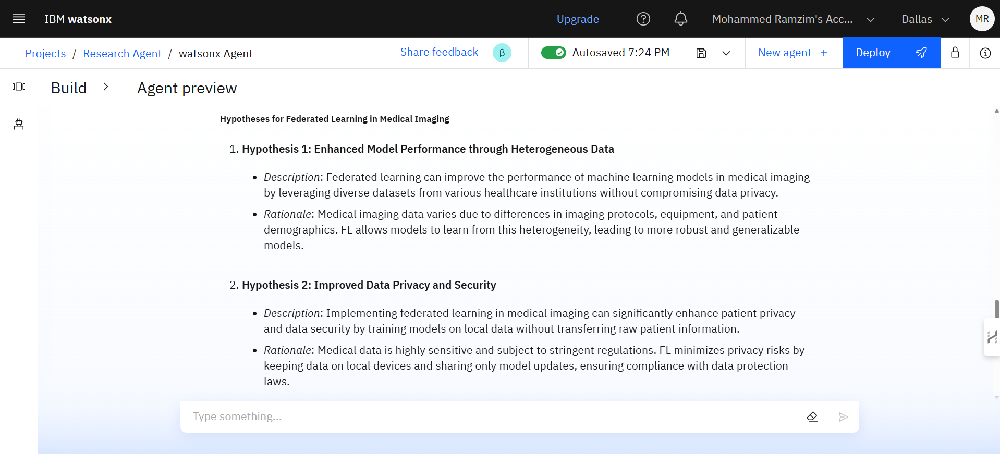 IBM watsonx
Upgrade
Mohammed Ramzim's Acc...
Dallas
MR
Projects / Research Agent / watsonx Agent
Share feedback
β
Autosaved 7:24 PM
New agent +
Deploy
Build
Agent preview
Hypotheses for Federated Learning in Medical Imaging
1. Hypothesis 1: Enhanced Model Performance through Heterogeneous Data
• Description: Federated learning can improve the performance of machine learning models in medical imaging
by leveraging diverse datasets from various healthcare institutions without compromising data privacy.
• Rationale: Medical imaging data varies due to differences in imaging protocols, equipment, and patient
demographics. FL allows models to learn from this heterogeneity, leading to more robust and generalizable
models.
2. Hypothesis 2: Improved Data Privacy and Security
• Description: Implementing federated learning in medical imaging can significantly enhance patient privacy
and data security by training models on local data without transferring raw patient information.
• Rationale: Medical data is highly sensitive and subject to stringent regulations. FL minimizes privacy risks by
keeping data on local devices and sharing only model updates, ensuring compliance with data protection
laws.
Type something...